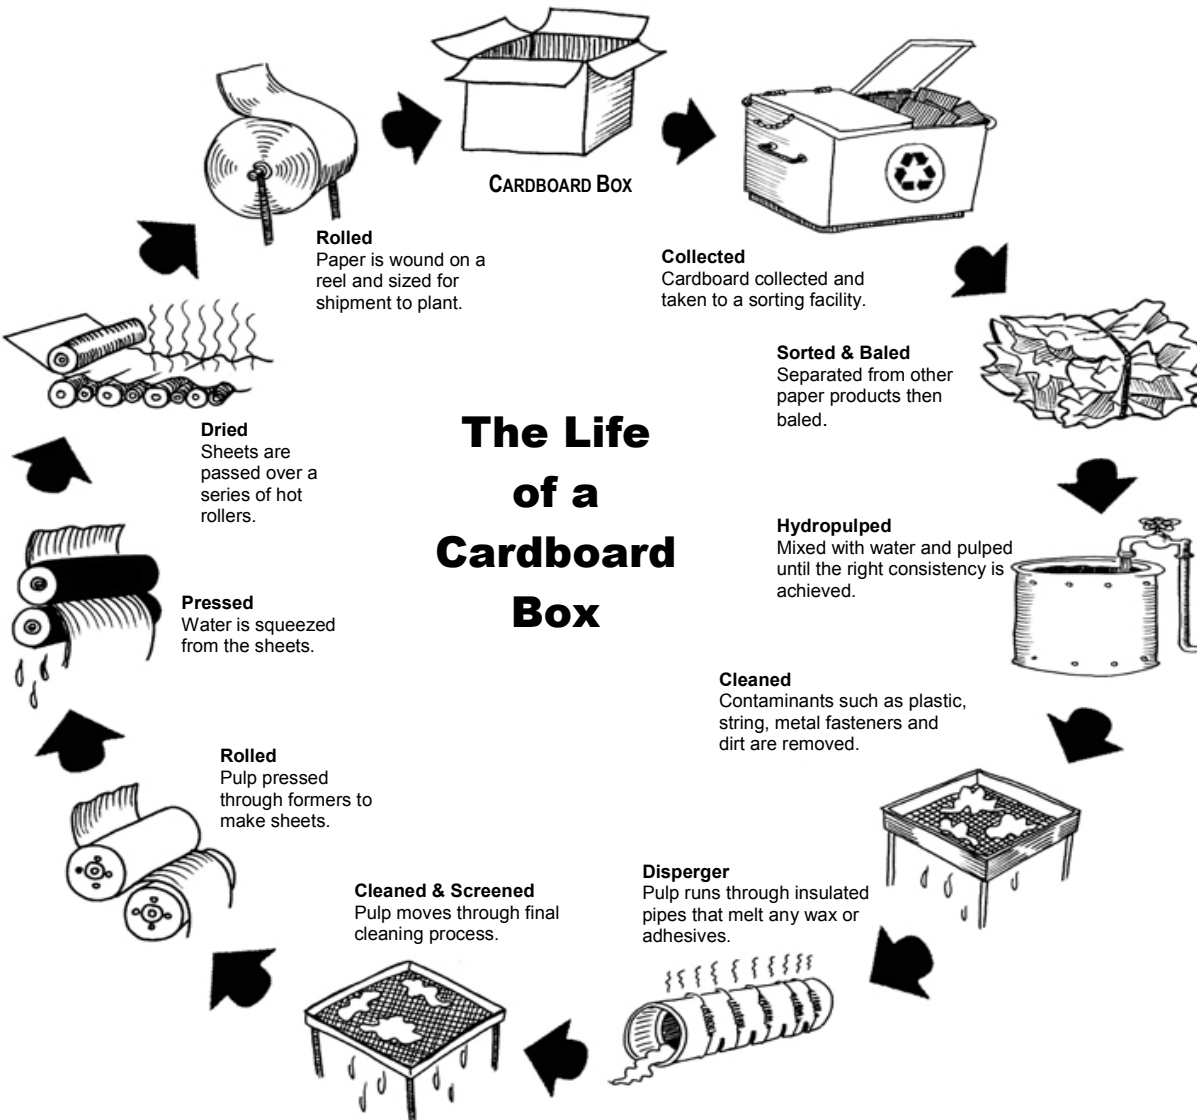 CARDBOARD BOX
Collected
Cardboard collected and
taken to a sorting facility.
Sorted & Baled
Separated from other
paper products then
baled.
Hydropulped
Mixed with water and pulped
until the right consistency is
achieved.
Cleaned
Contaminants such as plastic,
string, metal fasteners and
dirt are removed.
Disperger
Pulp runs through insulated
pipes that melt any wax or
adhesives.
Cleaned & Screened
Pulp moves through final
cleaning process.
Rolled
Pulp pressed
through formers to
make sheets.
Pressed
Water is squeezed
from the sheets.
Dried
Sheets are
passed over a
series of hot
rollers.
Rolled
Paper is wound on a
reel and sized for
shipment to plant.
The Life
of a
Cardboard
Box